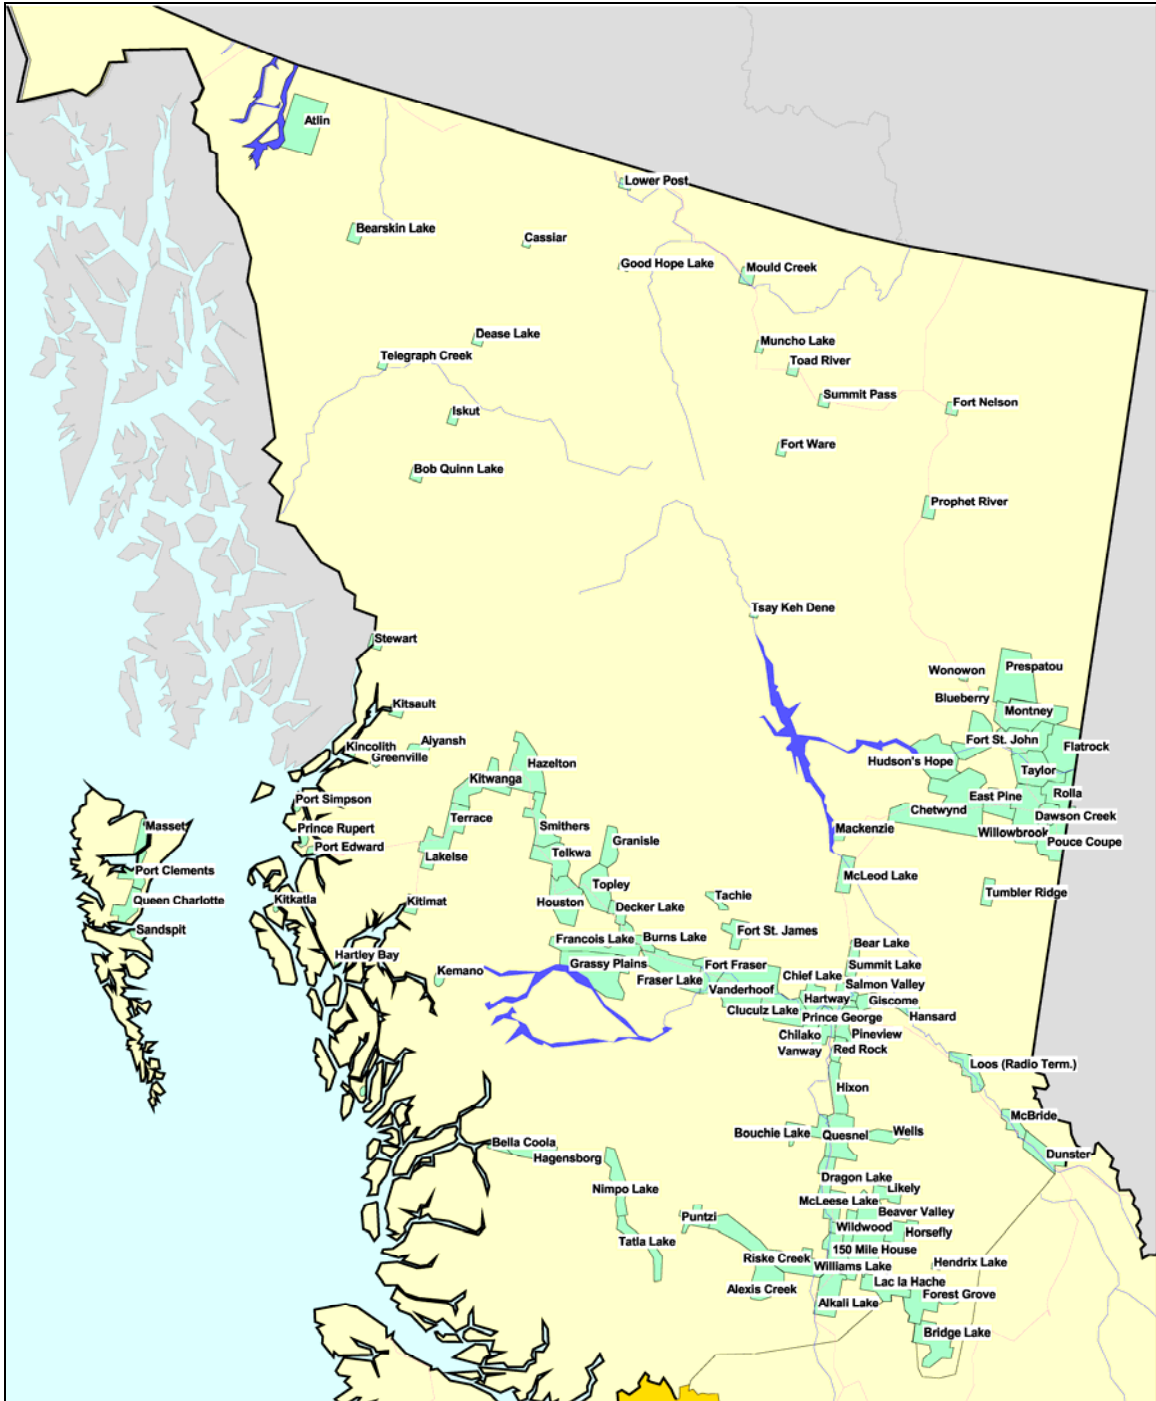 Atlin
Lower Post
Bearskin Lake
Cassiar
Good Hope Lake
Mould Creek
Dease Lake
Muncho Lake
Telegraph Creek
Toad River
Summit Pass
Fort Nelson
Iskut
Fort Ware
Bob Quinn Lake
Prophet River
Tsay Keh Dene
Stewart
Wonowon
Prespatou
Blueberry
Kitsault
Montney
Aiyansh
Kincolith
Greenville
Fort St. John
Flatrock
Hudson's Hope
Hazelton
Kitwanga
Taylor
Rolla
East Pine
Port Simpson
Chetwynd
Dawson Creek
Terrace
Masset
Prince Rupert
Smithers
Mackenzie
Willowbrook
Pouce Coupe
Port Edward
Granisle
Telkwa
Lakelse
Port Clements
McLeod Lake
Topley
Tumbler Ridge
Tachie
Queen Charlotte
Kitkatla
Kitimat
Houston
Decker Lake
Sandspit
Fort St. James
Francois Lake
Burns Lake
Bear Lake
Hartley Bay
Grassy Plains
Fort Fraser
Summit Lake
Kemano
Chief Lake
Fraser Lake
Salmon Valley
Vanderhoof
Hartway
Giscome
Cluculz Lake
Prince George
Hansard
Chilako
Pineview
Vanway
Red Rock
Loos (Radio Term.)
Hixon
McBride
Bouchie Lake
Quesnel
Wells
Bella Coola
Hagensborg
Dunster
Dragon Lake
Nimpo Lake
Likely
McLeese Lake
Beaver Valley
Puntzi
Wildwood
Horsefly
Tatla Lake
150 Mile House
Riske Creek
Williams Lake
Hendrix Lake
Lac la Hache
Alexis Creek
Forest Grove
Alkali Lake
Bridge Lake